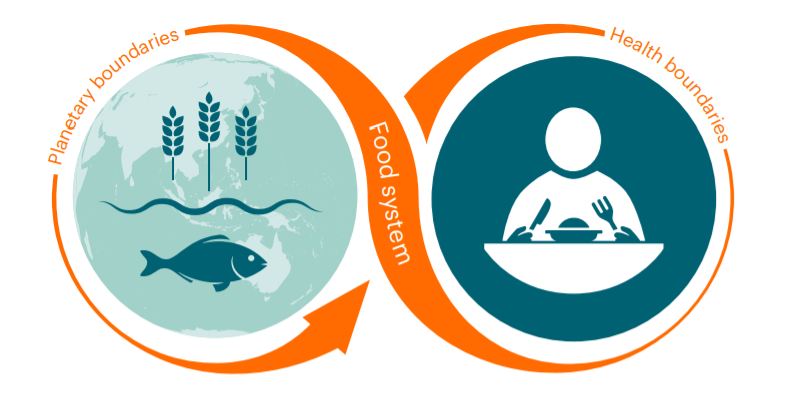 Planetary boundaries
Food system
Health boundaries